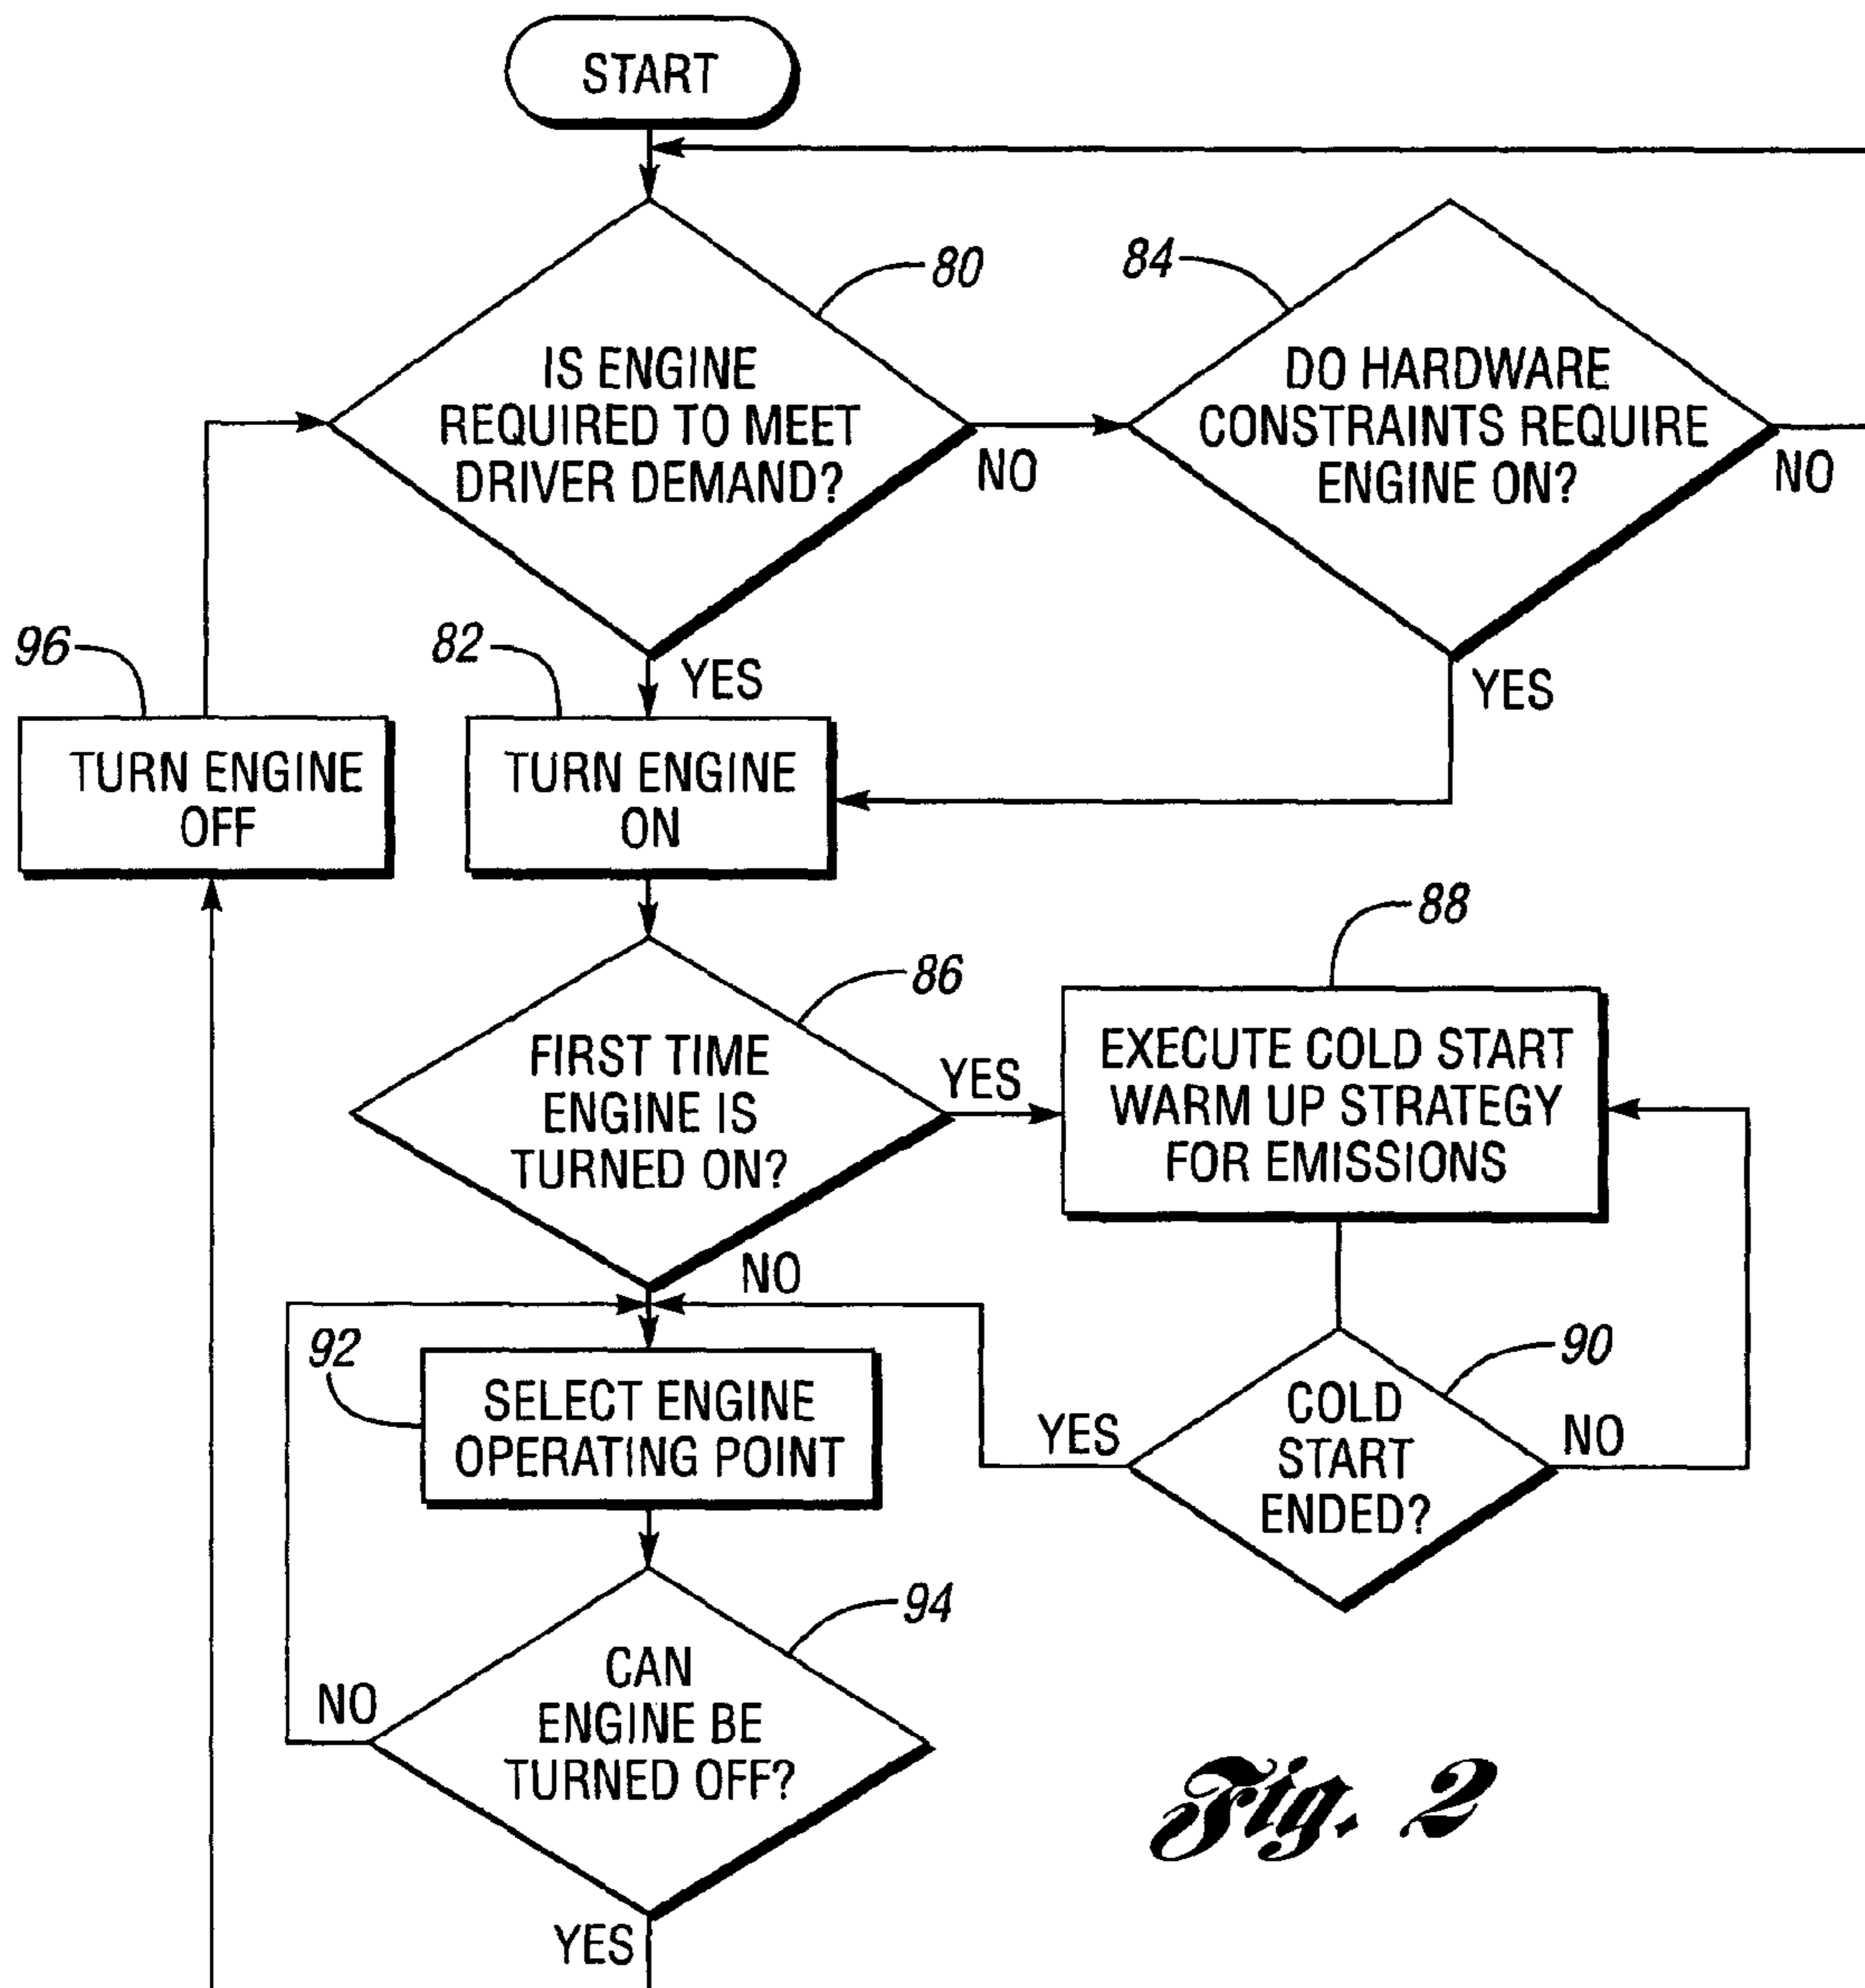 START
80
IS ENGINE
REQUIRED TO MEET
DRIVER DEMAND?
NO
YES
84
DO HARDWARE
CONSTRAINTS REQUIRE
ENGINE ON?
NO
YES
96
TURN ENGINE
OFF
82
TURN ENGINE
ON
86
FIRST TIME
ENGINE IS
TURNED ON?
YES
NO
88
EXECUTE COLD START
WARM UP STRATEGY
FOR EMISSIONS
90
COLD
START
ENDED?
YES
NO
92
SELECT ENGINE
OPERATING POINT
94
CAN
ENGINE BE
TURNED OFF?
NO
YES
Fig. 2